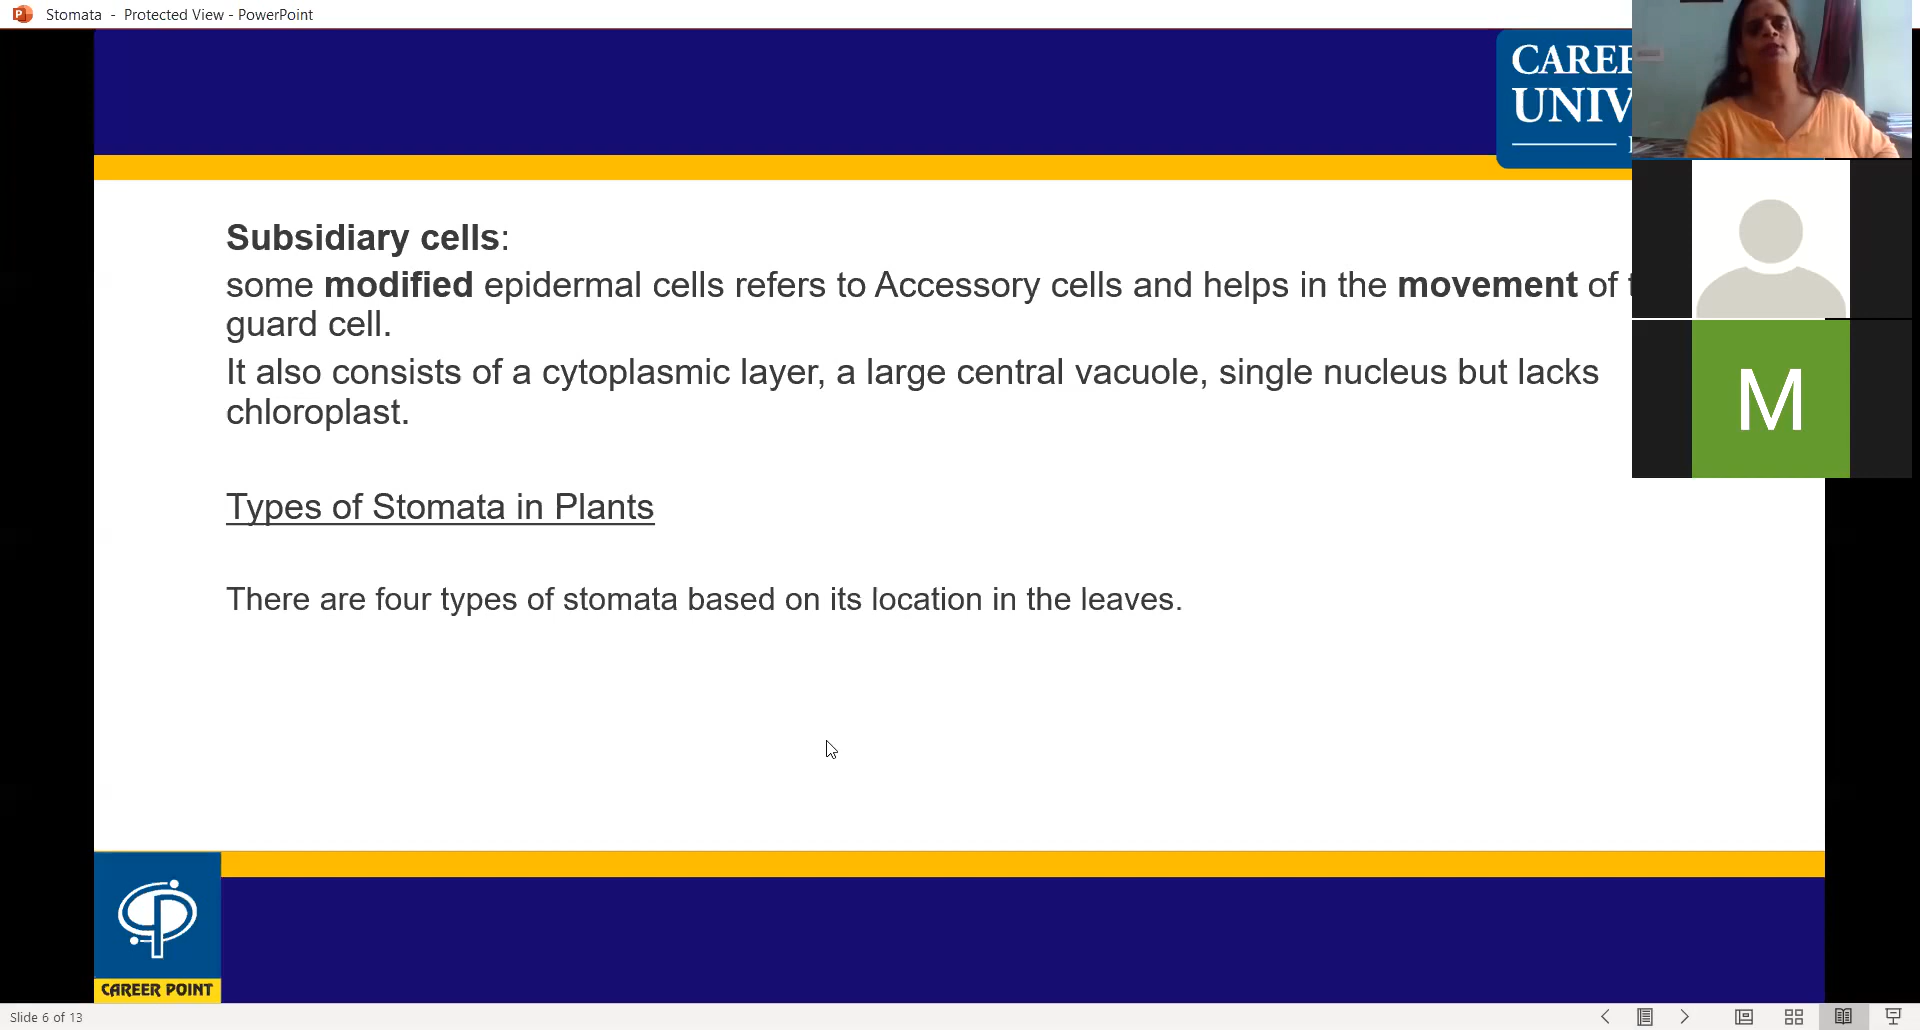 Stomata - Protected View - PowerPoint
Subsidiary cells:
some modified epidermal cells refers to Accessory cells and helps in the movement of
guard cell.
It also consists of a cytoplasmic layer, a large central vacuole, single nucleus but lacks
chloroplast.
Types of Stomata in Plants
There are four types of stomata based on its location in the leaves.
M
CAREER POINT
Slide 6 of 13